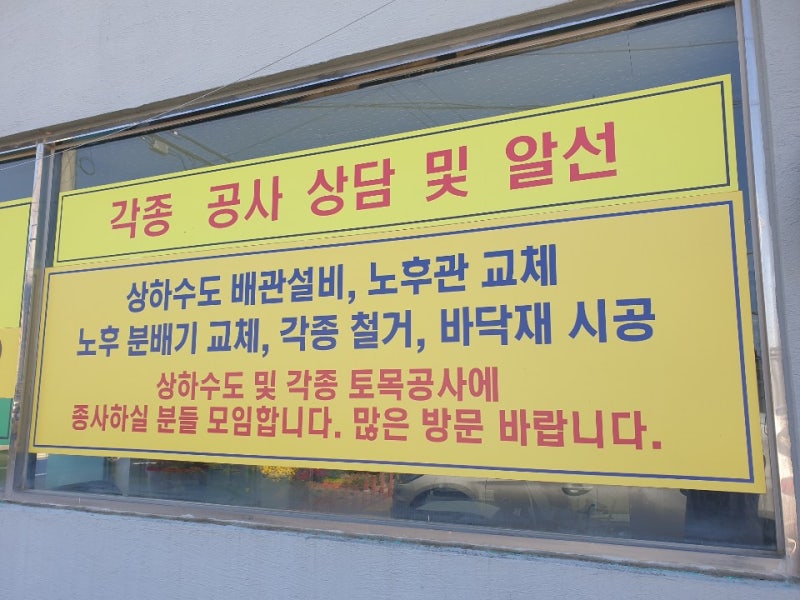 각종 공사 상담 및 알선
상하수도 배관설비, 노후관 교체
노후 분배기 교체, 각종 철거, 바닥재 시공
상하수도 및 각종 토목공사에
종사하실 분들 모임합니다. 많은 방문 바랍니다.